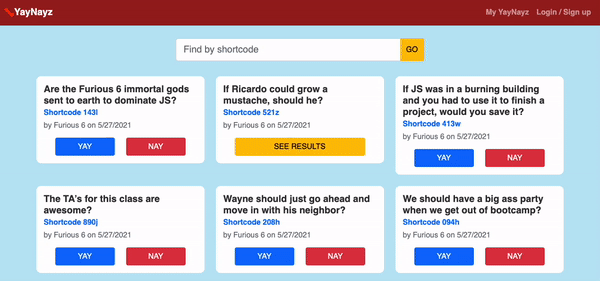 YayNayz
My YayNayz Login / Sign up
Find by shortcode GO
Are the Furious 6 immortal gods
sent to earth to dominate JS?
Shortcode 143l
by Furious 6 on 5/27/2021
YAY NAY
If Ricardo could grow a
mustache, should he?
Shortcode 521z
by Furious 6 on 5/27/2021
SEE RESULTS
If JS was in a burning building
and you had to use it to finish a
project, would you save it?
Shortcode 413w
by Furious 6 on 5/27/2021
YAY NAY
The TA's for this class are
awesome?
Shortcode 890j
by Furious 6 on 5/27/2021
YAY NAY
Wayne should just go ahead and
move in with his neighbor?
Shortcode 208h
by Furious 6 on 5/27/2021
YAY NAY
We should have a big ass party
when we get out of bootcamp?
Shortcode 094h
by Furious 6 on 5/27/2021
YAY NAY